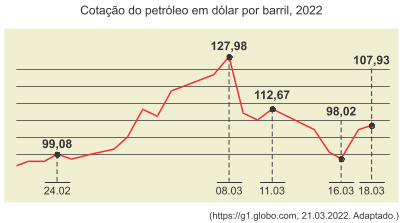 Cotação do petróleo em dólar por barril, 2022
127,98
107,93
112,67
98,02
99,08
24.02 08.03 11.03 16.03 18.03
(https://g1.globo.com, 21.03.2022. Adaptado.)